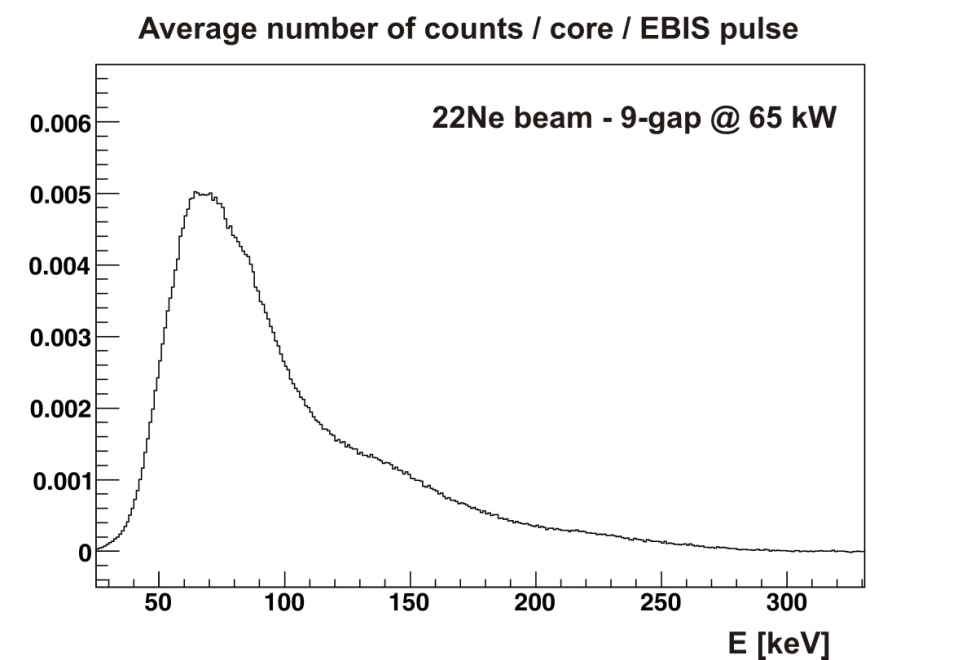 Average number of counts / core / EBIS pulse
22Ne beam - 9-gap @ 65 kW
0.006
0.005
0.004
0.003
0.002
0.001
0
50 100 150 200 250 300
E [keV]